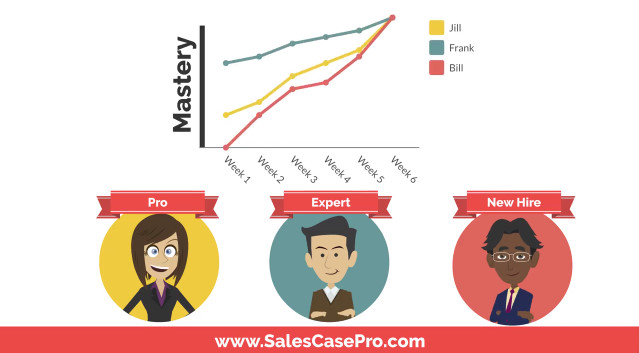 Mastery
Jill
Frank
Bill
Week 1
Week 2
Week 3
Week 4
Week 5
Week 6
Pro
Expert
New Hire
www.SalesCasePro.com